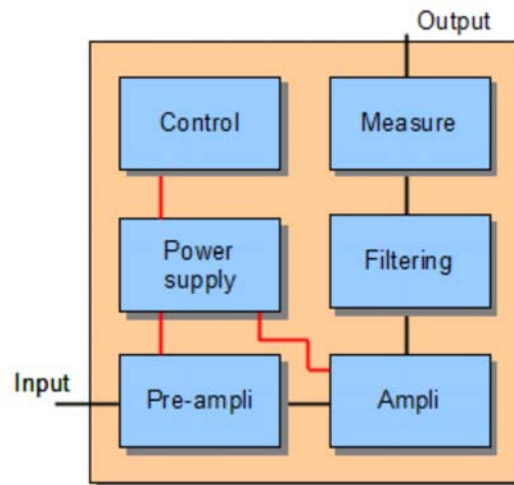 Output
Control
Measure
Power
supply
Filtering
Input
Pre-ampli
Ampli